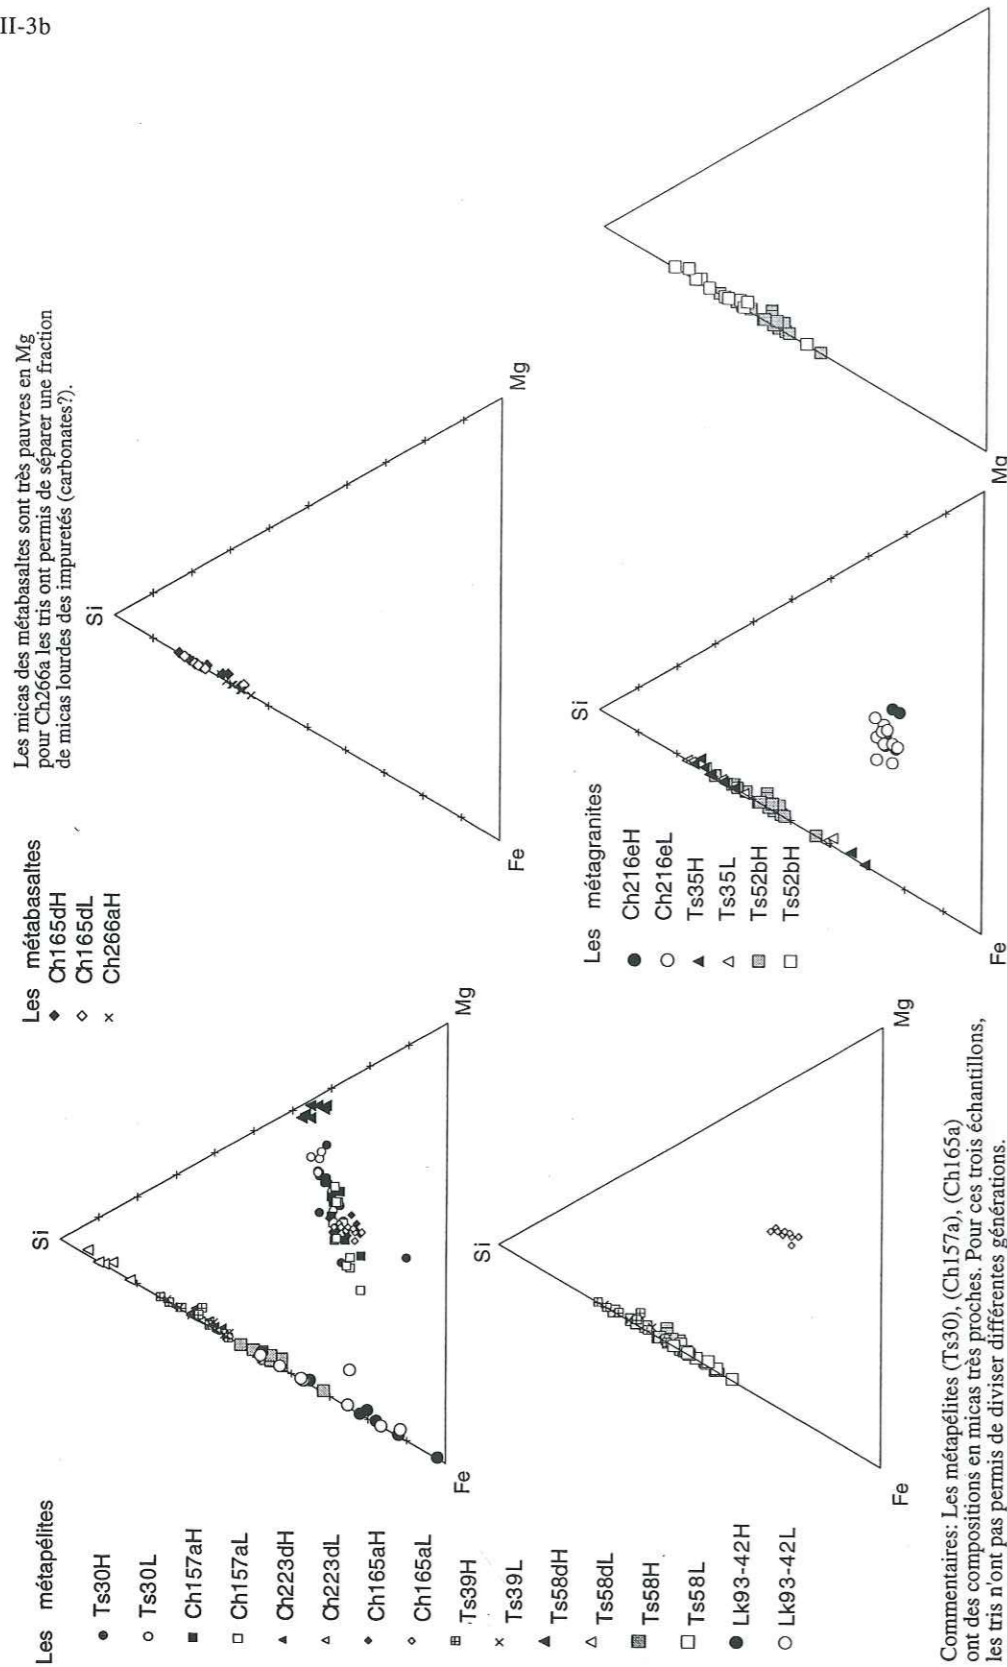 II-3b
Les métapélites
Ts30H
Ts30L
Ch157aH
Ch157aL
Ch223dH
Ch223dL
Ch165aH
Ch165aL
Ts39H
Ts39L
Ts58dH
Ts58dL
Ts58H
Ts58L
Lk93-42H
Lk93-42L
Si
Fe
Mg
Si
Fe
Mg
Commentaires: Les métapélites (Ts30), (Ch157a), (Ch165a)
ont des compositions en micas très proches. Pour ces trois échantillons,
les tris n'ont pas permis de diviser différentes générations.
Les métabasaltes
Ch165dH
Ch165dL
Ch266aH
Les micas des métabasaltes sont très pauvres en Mg
pour Ch266a les tris ont permis de séparer une fraction
de micas lourdes des impuretés (carbonates?).
Si
Fe
Mg
Les métagranites
Ch216eH
Ch216eL
Ts35H
Ts35L
Ts52bH
Ts52bH
Si
Fe
Mg